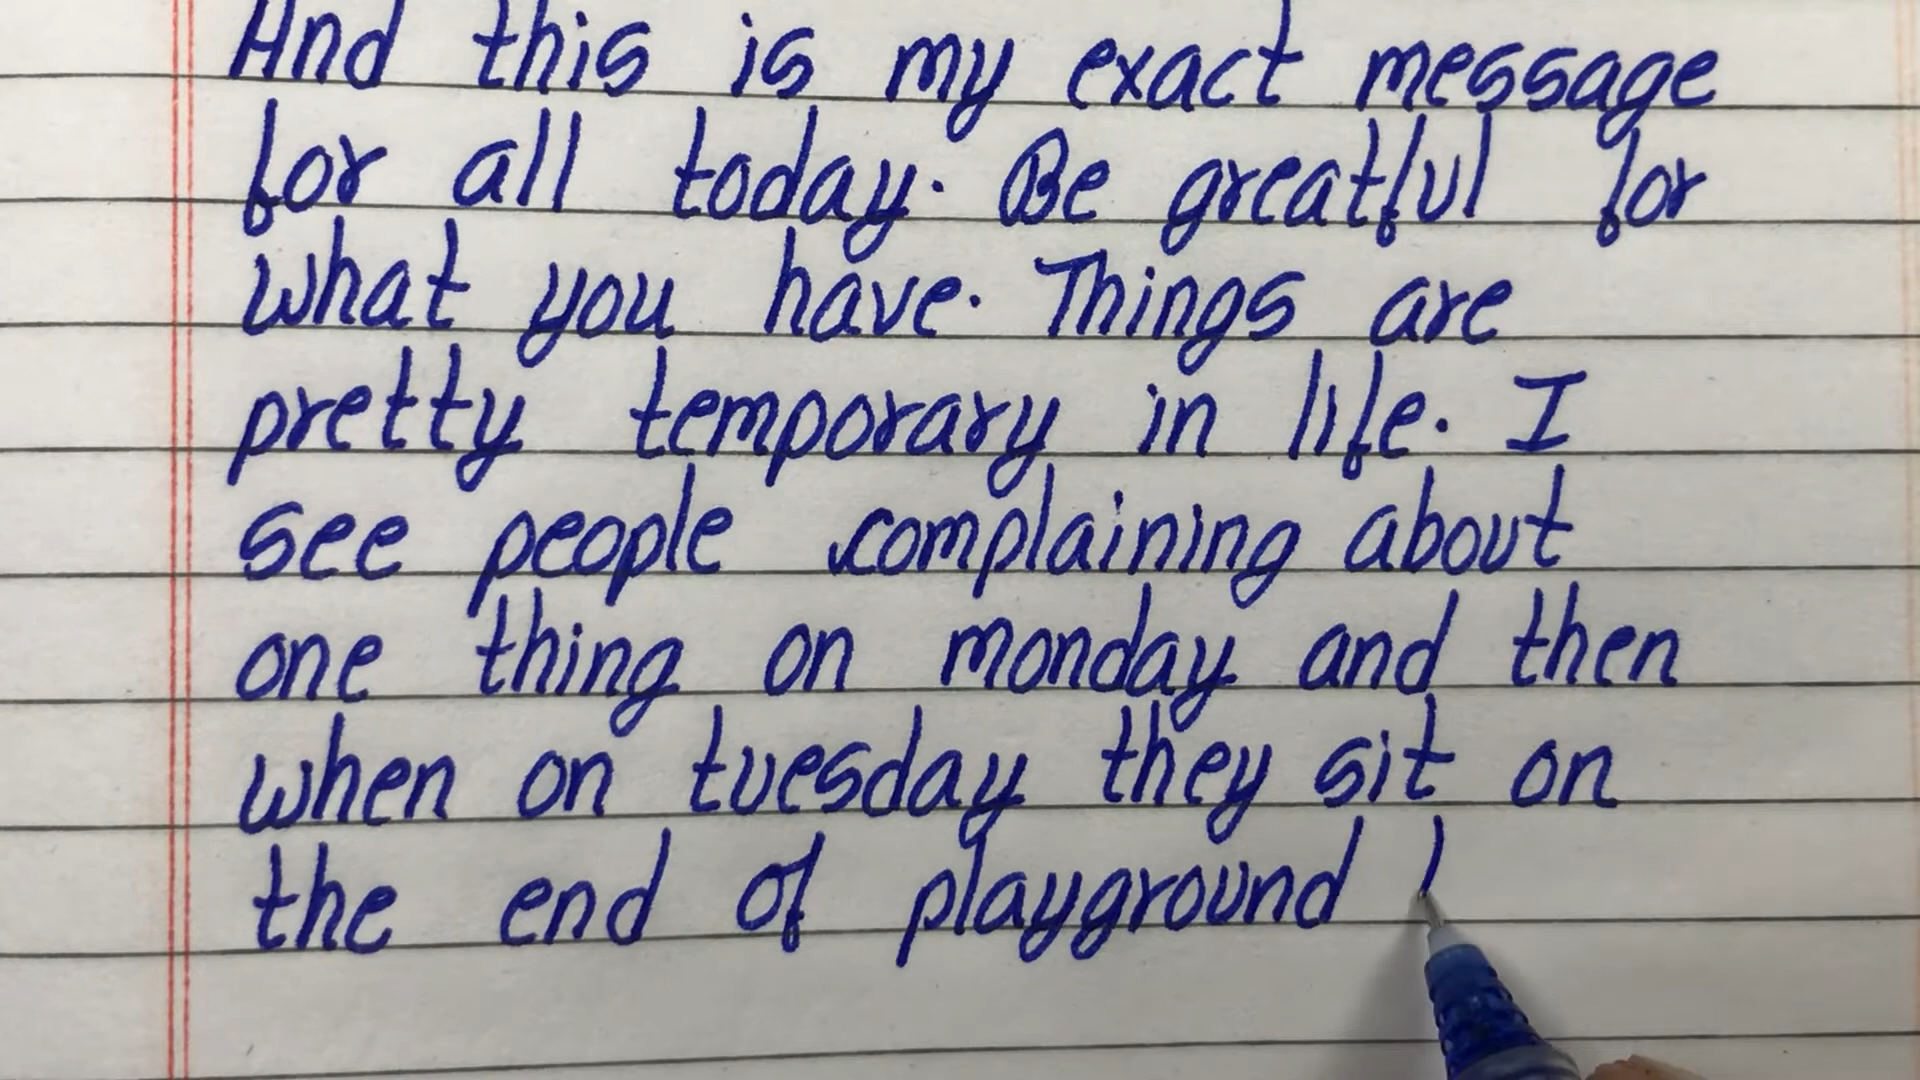 And this is my exact message
for all today. Be greatful for
what you have. Things are
pretty temporary in life. I
see people complaining about
one thing on monday and then
when on tuesday they sit on
the end of playground